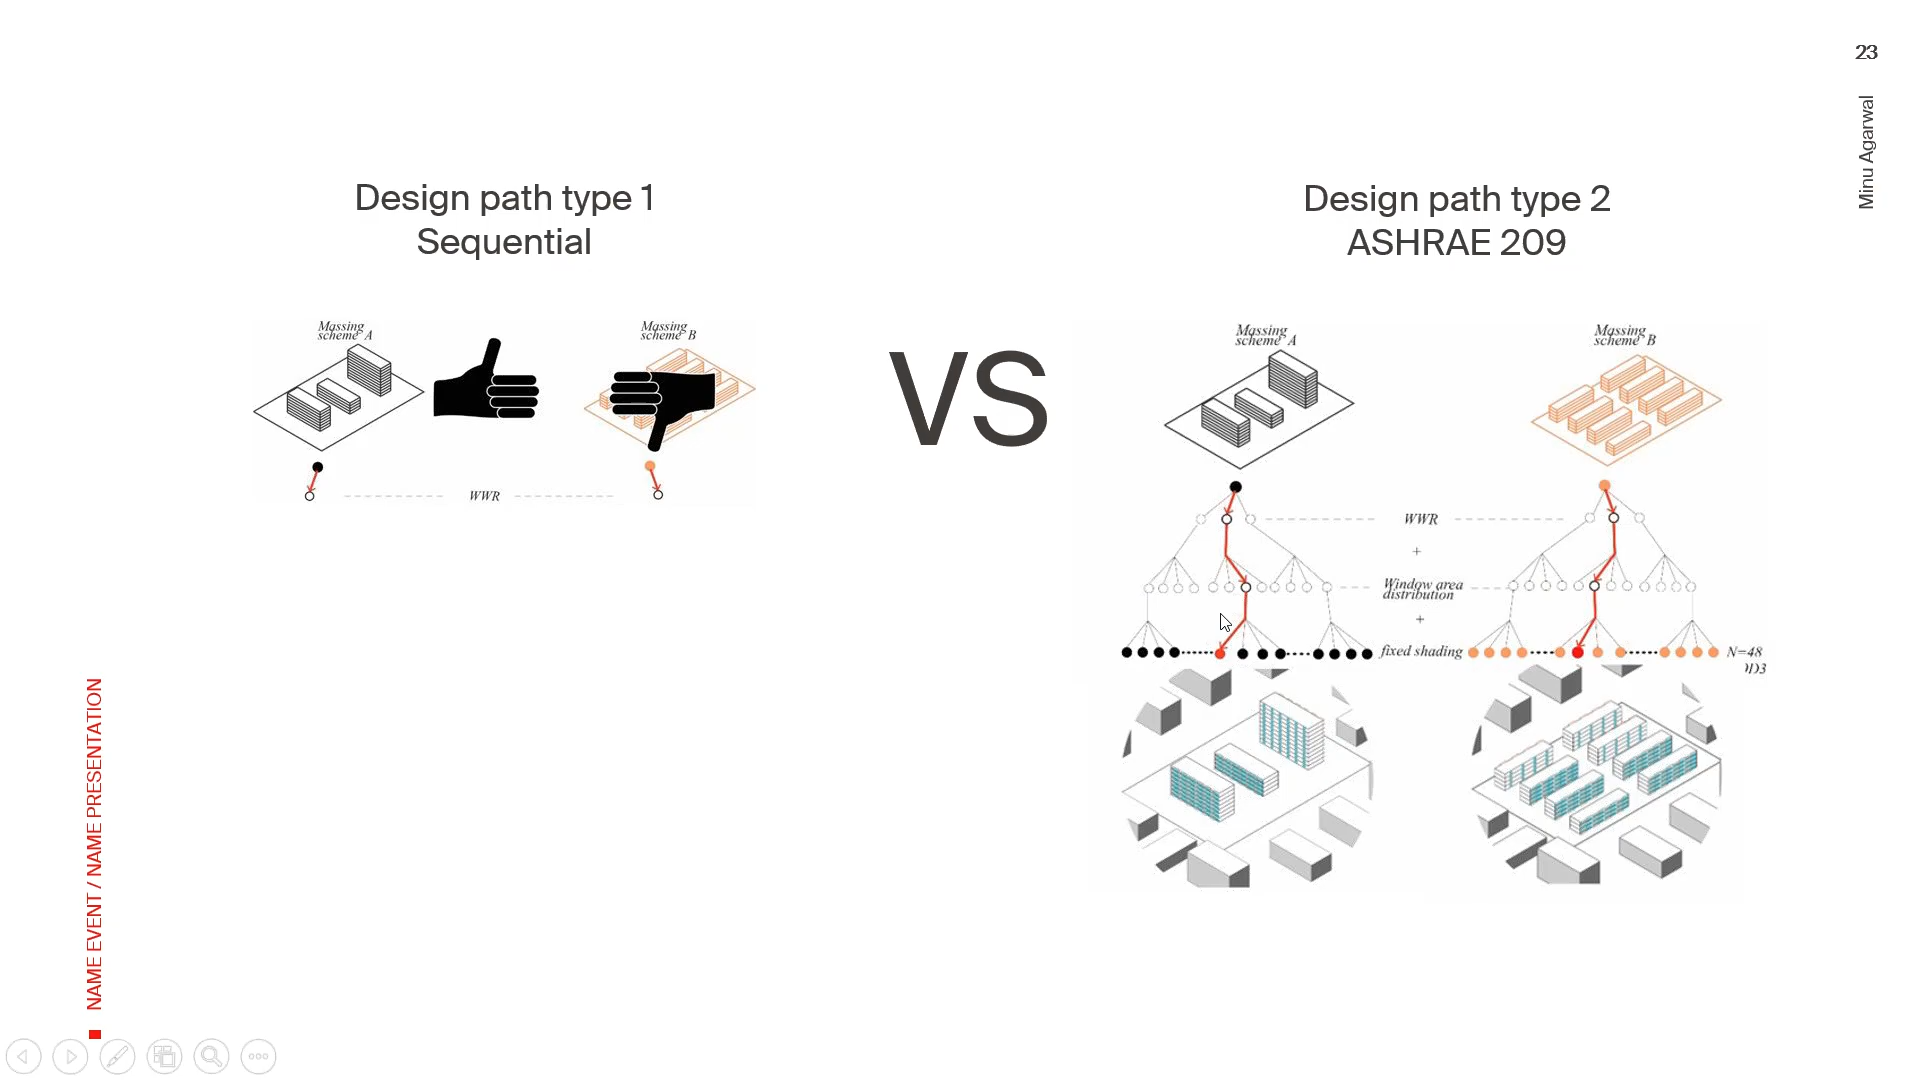 23
Minu Agarwal
Design path type 1
Sequential
Design path type 2
ASHRAE 209
Massing
scheme A
Massing
scheme B
WWR
VS
Massing
scheme A
Massing
scheme B
WWR
+
Window area
distribution
+
fixed shading
N=48
NAME EVENT / NAME PRESENTATION